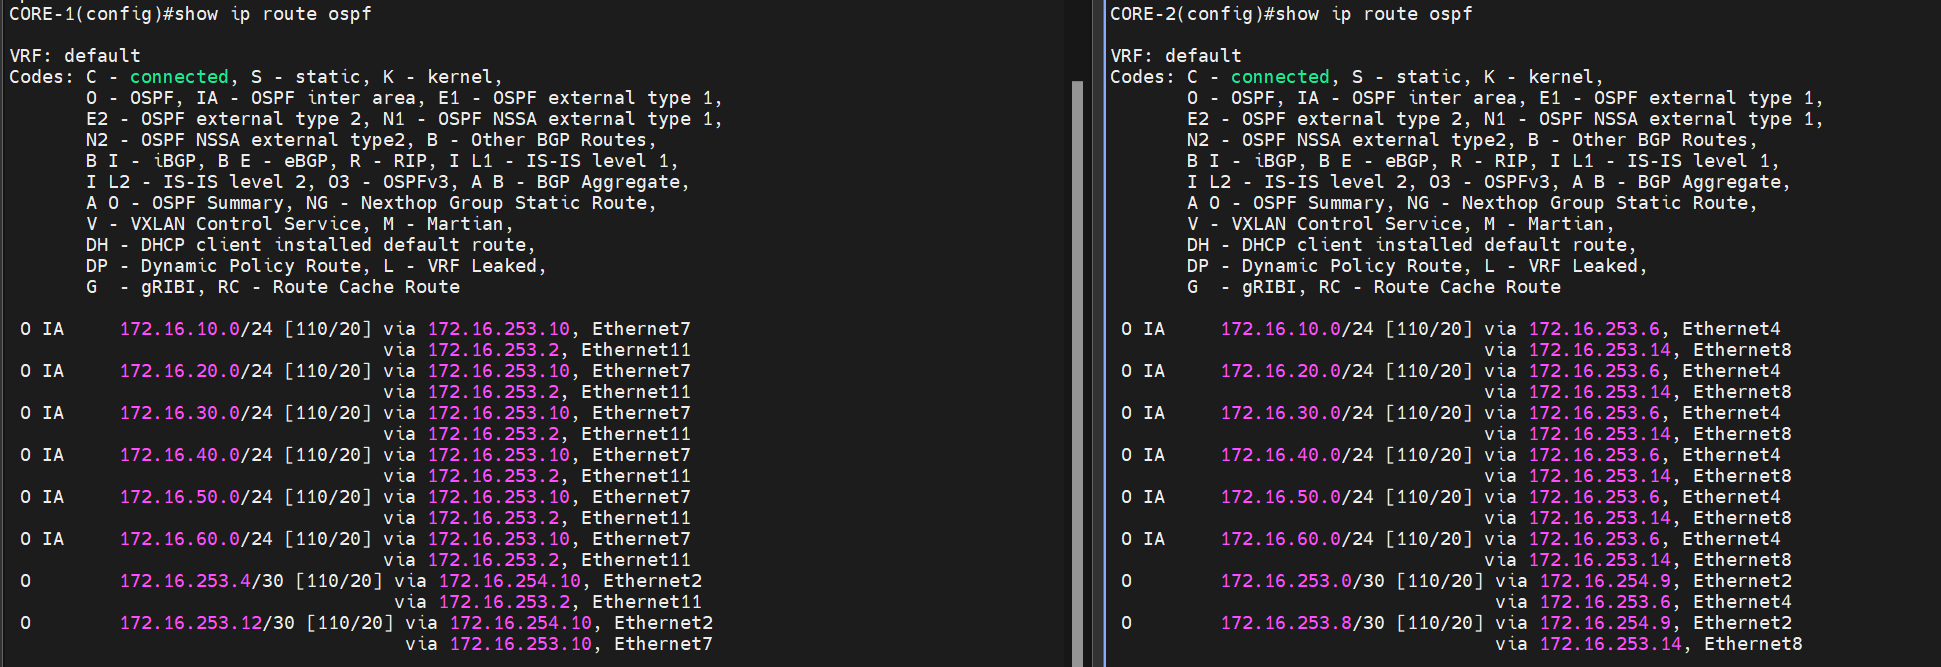 CORE-1(config)#show ip route ospf
VRF: default
Codes: C - connected, S - static, K - kernel,
O - OSPF, IA - OSPF inter area, E1 - OSPF external type 1,
E2 - OSPF external type 2, N1 - OSPF NSSA external type 1,
N2 - OSPF NSSA external type2, B - Other BGP Routes,
B I - iBGP, B E - eBGP, R - RIP, I L1 - IS-IS level 1,
I L2 - IS-IS level 2, O3 - OSPFv3, A B - BGP Aggregate,
A O - OSPF Summary, NG - Nexthop Group Static Route,
V - VXLAN Control Service, M - Martian,
DH - DHCP client installed default route,
DP - Dynamic Policy Route, L - VRF Leaked,
G  - gRIBI, RC - Route Cache Route
O IA 172.16.10.0/24 [110/20] via 172.16.253.10, Ethernet7
via 172.16.253.2, Ethernet11
O IA 172.16.20.0/24 [110/20] via 172.16.253.10, Ethernet7
via 172.16.253.2, Ethernet11
O IA 172.16.30.0/24 [110/20] via 172.16.253.10, Ethernet7
via 172.16.253.2, Ethernet11
O IA 172.16.40.0/24 [110/20] via 172.16.253.10, Ethernet7
via 172.16.253.2, Ethernet11
O IA 172.16.50.0/24 [110/20] via 172.16.253.10, Ethernet7
via 172.16.253.2, Ethernet11
O IA 172.16.60.0/24 [110/20] via 172.16.253.10, Ethernet7
via 172.16.253.2, Ethernet11
O 172.16.253.4/30 [110/20] via 172.16.254.10, Ethernet2
via 172.16.253.2, Ethernet11
O 172.16.253.12/30 [110/20] via 172.16.254.10, Ethernet2
via 172.16.253.10, Ethernet7
CORE-2(config)#show ip route ospf
VRF: default
Codes: C - connected, S - static, K - kernel,
O - OSPF, IA - OSPF inter area, E1 - OSPF external type 1,
E2 - OSPF external type 2, N1 - OSPF NSSA external type 1,
N2 - OSPF NSSA external type2, B - Other BGP Routes,
B I - iBGP, B E - eBGP, R - RIP, I L1 - IS-IS level 1,
I L2 - IS-IS level 2, O3 - OSPFv3, A B - BGP Aggregate,
A O - OSPF Summary, NG - Nexthop Group Static Route,
V - VXLAN Control Service, M - Martian,
DH - DHCP client installed default route,
DP - Dynamic Policy Route, L - VRF Leaked,
G  - gRIBI, RC - Route Cache Route
O IA 172.16.10.0/24 [110/20] via 172.16.253.6, Ethernet4
via 172.16.253.14, Ethernet8
O IA 172.16.20.0/24 [110/20] via 172.16.253.6, Ethernet4
via 172.16.253.14, Ethernet8
O IA 172.16.30.0/24 [110/20] via 172.16.253.6, Ethernet4
via 172.16.253.14, Ethernet8
O IA 172.16.40.0/24 [110/20] via 172.16.253.6, Ethernet4
via 172.16.253.14, Ethernet8
O IA 172.16.50.0/24 [110/20] via 172.16.253.6, Ethernet4
via 172.16.253.14, Ethernet8
O IA 172.16.60.0/24 [110/20] via 172.16.253.6, Ethernet4
via 172.16.253.14, Ethernet8
O 172.16.253.0/30 [110/20] via 172.16.254.9, Ethernet2
via 172.16.253.6, Ethernet4
O 172.16.253.8/30 [110/20] via 172.16.254.9, Ethernet2
via 172.16.253.14, Ethernet8